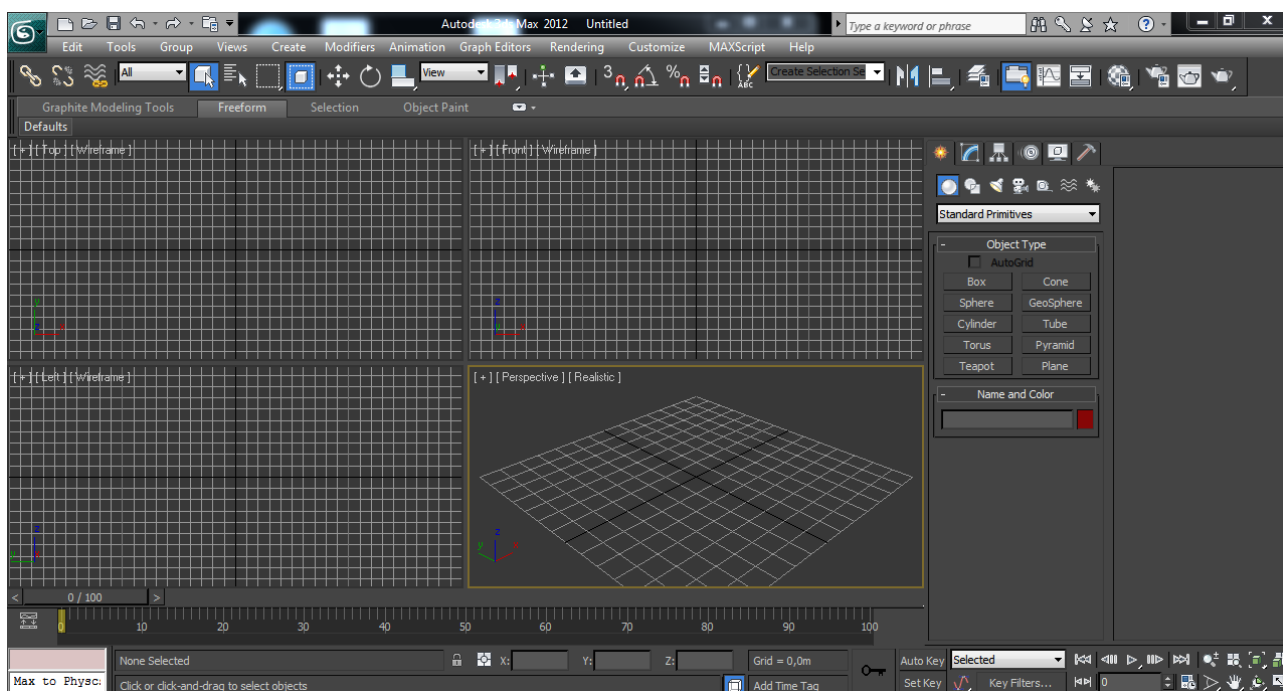 Autodesk 3ds Max 2012 Untitled
Type a keyword or phrase
Edit Tools Group Views Create Modifiers Animation Graph Editors Rendering Customize MAXScript Help
All
View
3
ABC
Create Selection Se
Graphite Modeling Tools Freeform Selection Object Paint
Defaults
[ + ] [ Top ] [ Wireframe ]
[ + ] [ Front ] [ Wireframe ]
Standard Primitives
- Object Type
AutoGrid
Box Cone
Sphere GeoSphere
Cylinder Tube
Torus Pyramid
Teapot Plane
- Name and Color
y
z x
z
y x
[ + ] [ Left ] [ Wireframe ]
[ + ] [ Perspective ] [ Realistic ]
z
y
z
y x
< 0 / 100 >
0 10 20 30 40 50 60 70 80 90 100
None Selected X: Y: Z: Grid = 0,0m Auto Key Selected
Max to Physc: Click or click-and-drag to select objects Add Time Tag Set Key Key Filters... 0